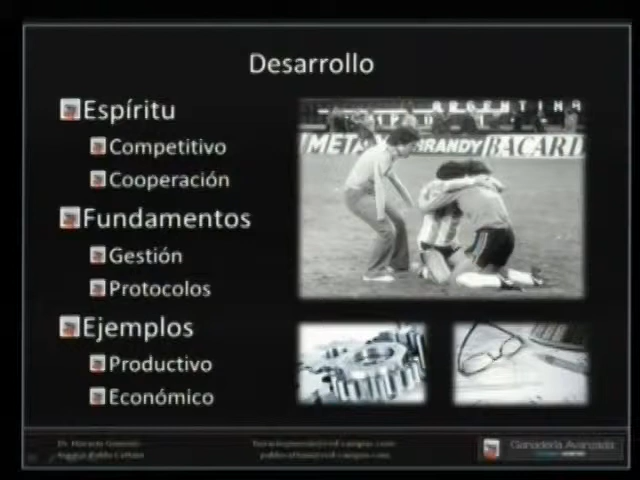 Desarrollo
Espíritu
Competitivo
Cooperación
Fundamentos
Gestión
Protocolos
Ejemplos
Productivo
Económico
ARGENTINA
BRANDY BACARDI
Ganadería Avanzada